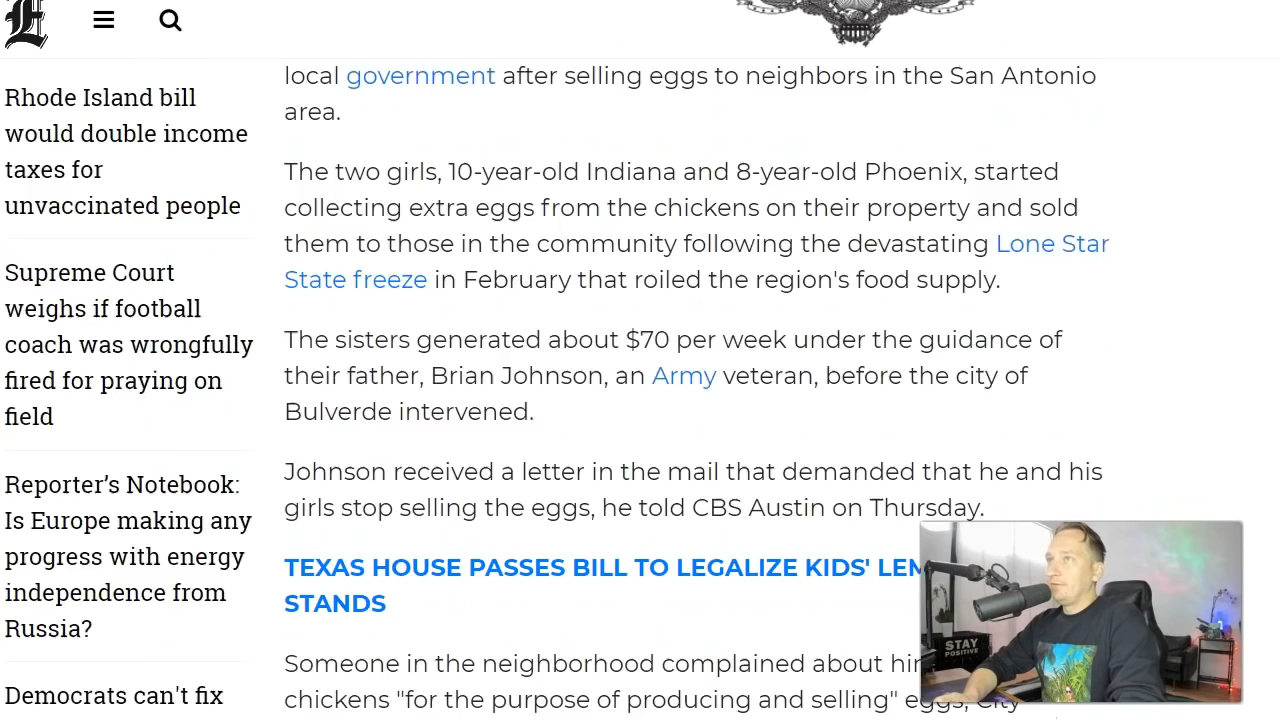 Rhode Island bill
would double income
taxes for
unvaccinated people
Supreme Court
weighs if football
coach was wrongfully
fired for praying on
field
Reporter’s Notebook:
Is Europe making any
progress with energy
independence from
Russia?
Democrats can't fix
local government after selling eggs to neighbors in the San Antonio
area.
The two girls, 10-year-old Indiana and 8-year-old Phoenix, started
collecting extra eggs from the chickens on their property and sold
them to those in the community following the devastating Lone Star
State freeze in February that roiled the region's food supply.
The sisters generated about $70 per week under the guidance of
their father, Brian Johnson, an Army veteran, before the city of
Bulverde intervened.
Johnson received a letter in the mail that demanded that he and his
girls stop selling the eggs, he told CBS Austin on Thursday.
TEXAS HOUSE PASSES BILL TO LEGALIZE KIDS'
STANDS
Someone in the neighborhood complained about
chickens "for the purpose of producing and selling" eggs, City
STAY
POSITIVE